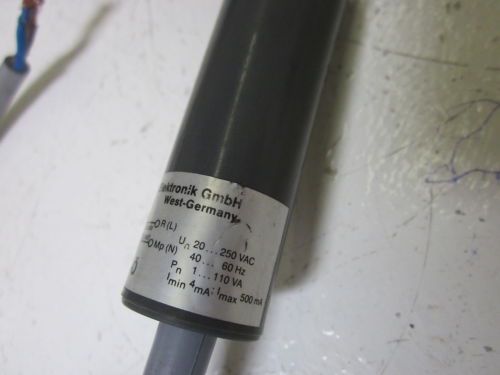 ektronik GmbH
West-Germany
R (L)
Mp (N)
Un 20 ... 250 VAC
40 ... 60 Hz
Pn 1 ... 110 VA
Imin 4mA; Imax 500 mA